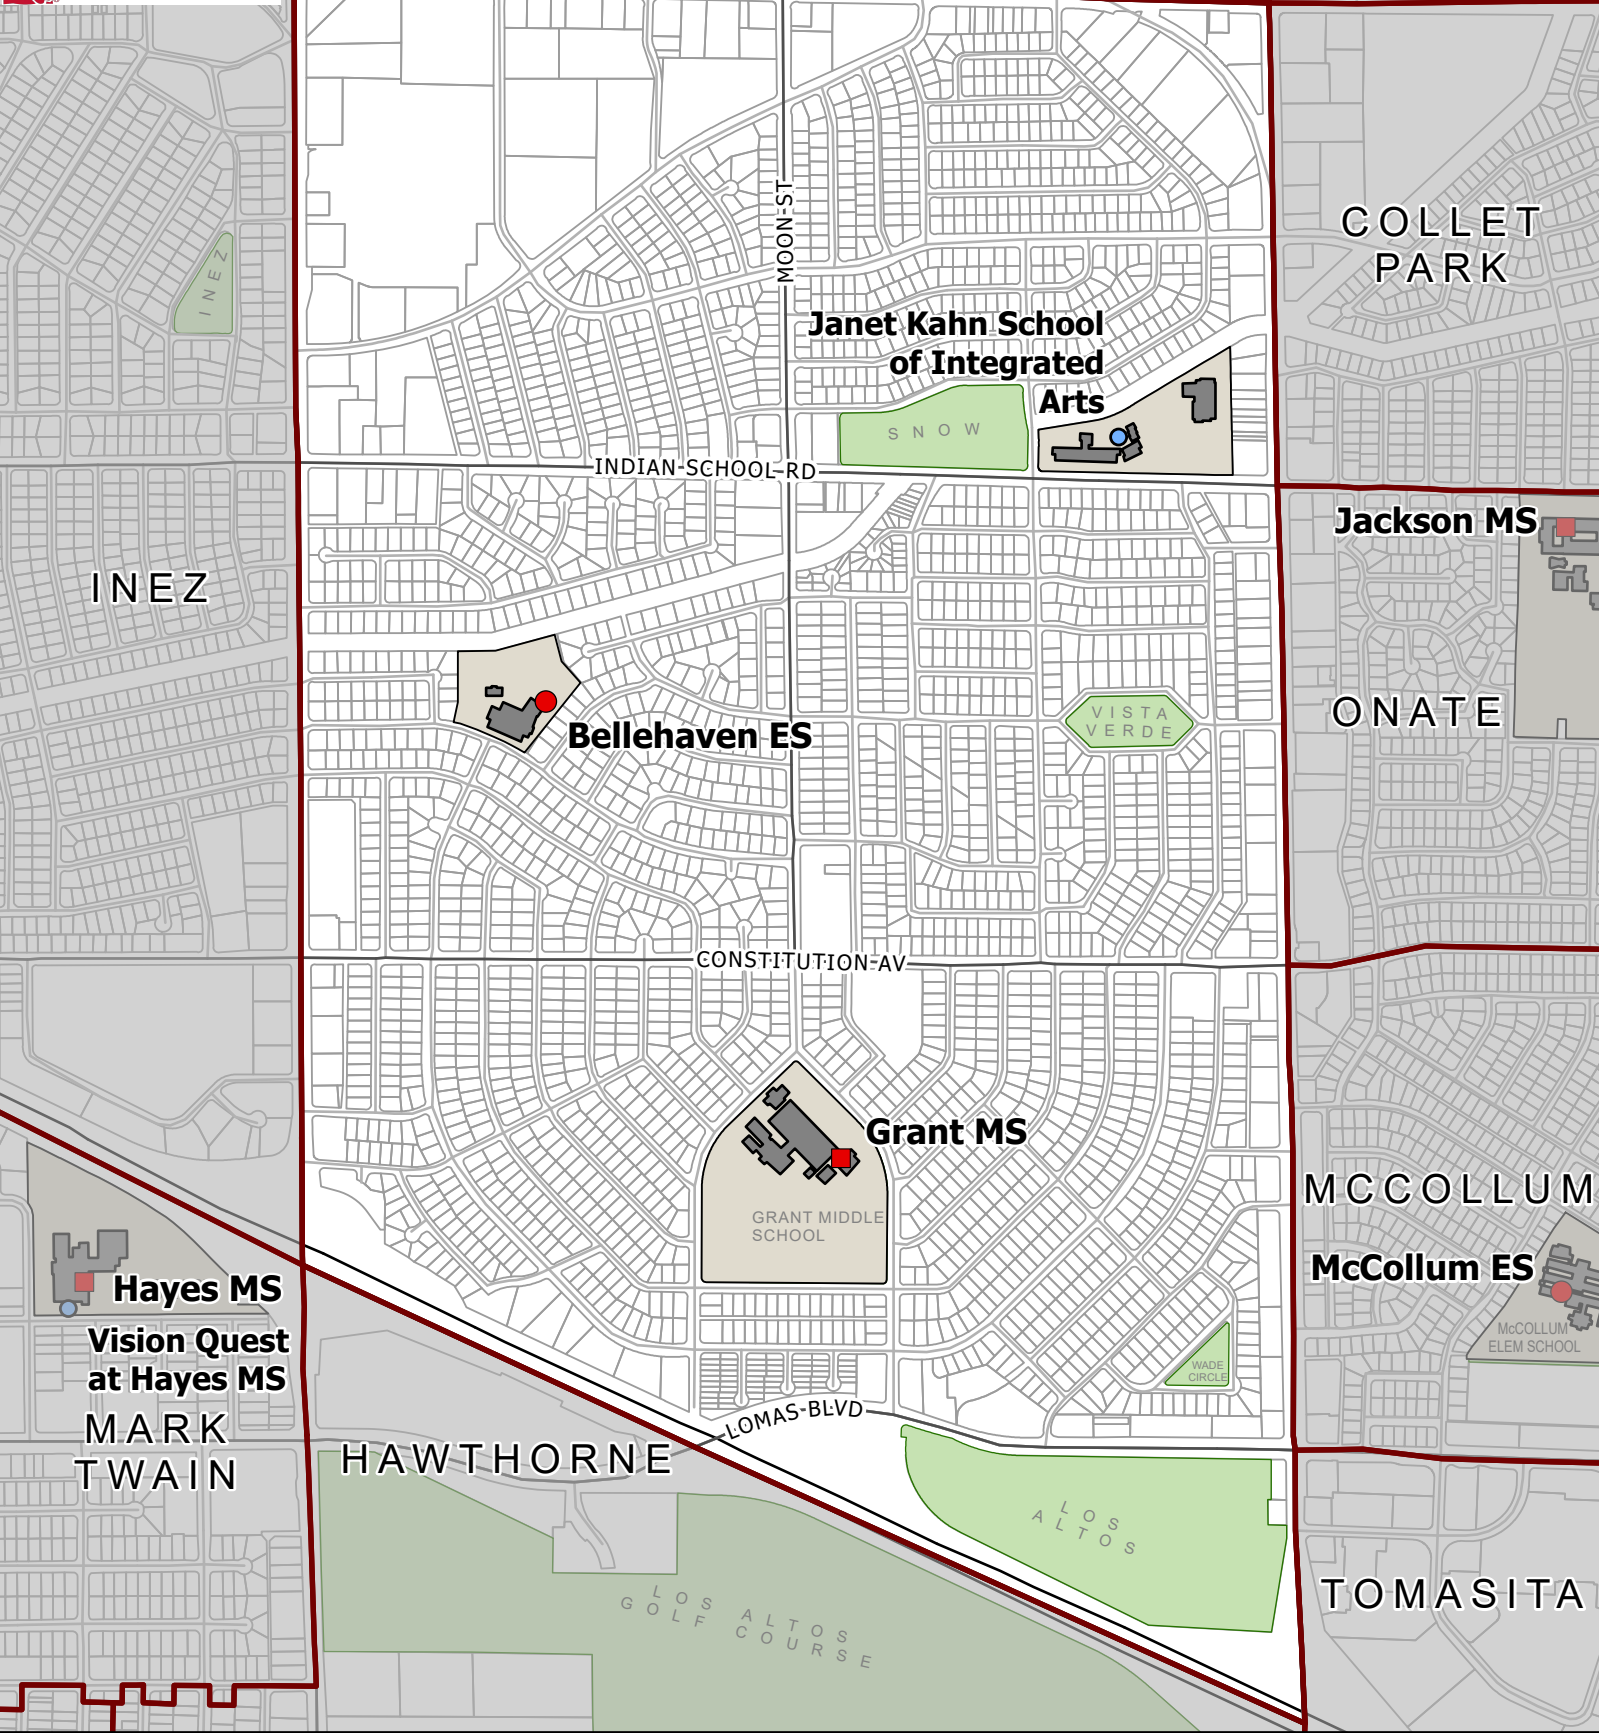 MOON ST
COLLET
PARK
INEZ
Janet Kahn School
of Integrated
Arts
SNOW
INDIAN SCHOOL RD
Jackson MS
INEZ
ONATE
VISTA
VERDE
Bellehaven ES
CONSTITUTION AV
Grant MS
MCCOLLUM
GRANT MIDDLE
SCHOOL
McCollum ES
Hayes MS
McCOLLUM
ELEM SCHOOL
Vision Quest
at Hayes MS
WADE
CIRCLE
LOMAS BLVD
MARK
TWAIN
HAWTHORNE
LOS
ALTOS
TOMASITA
LOS ALTOS
GOLF COURSE